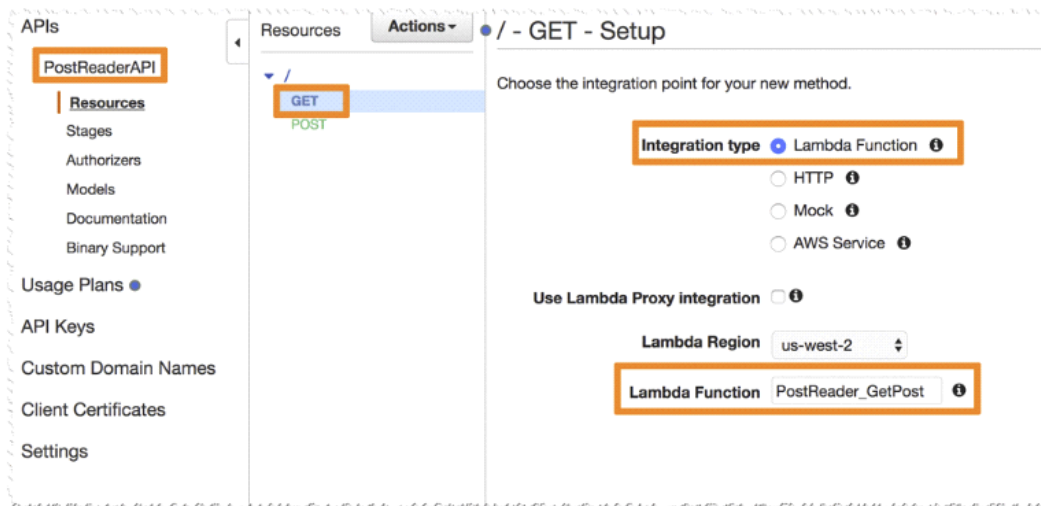 APIs
PostReaderAPI
Resources
Stages
Authorizers
Models
Documentation
Binary Support
Usage Plans
API Keys
Custom Domain Names
Client Certificates
Settings
Resources
Actions
/
GET
POST
/ - GET - Setup
Choose the integration point for your new method.
Integration type Lambda Function
HTTP
Mock
AWS Service
Use Lambda Proxy integration
Lambda Region us-west-2
Lambda Function PostReader_GetPost